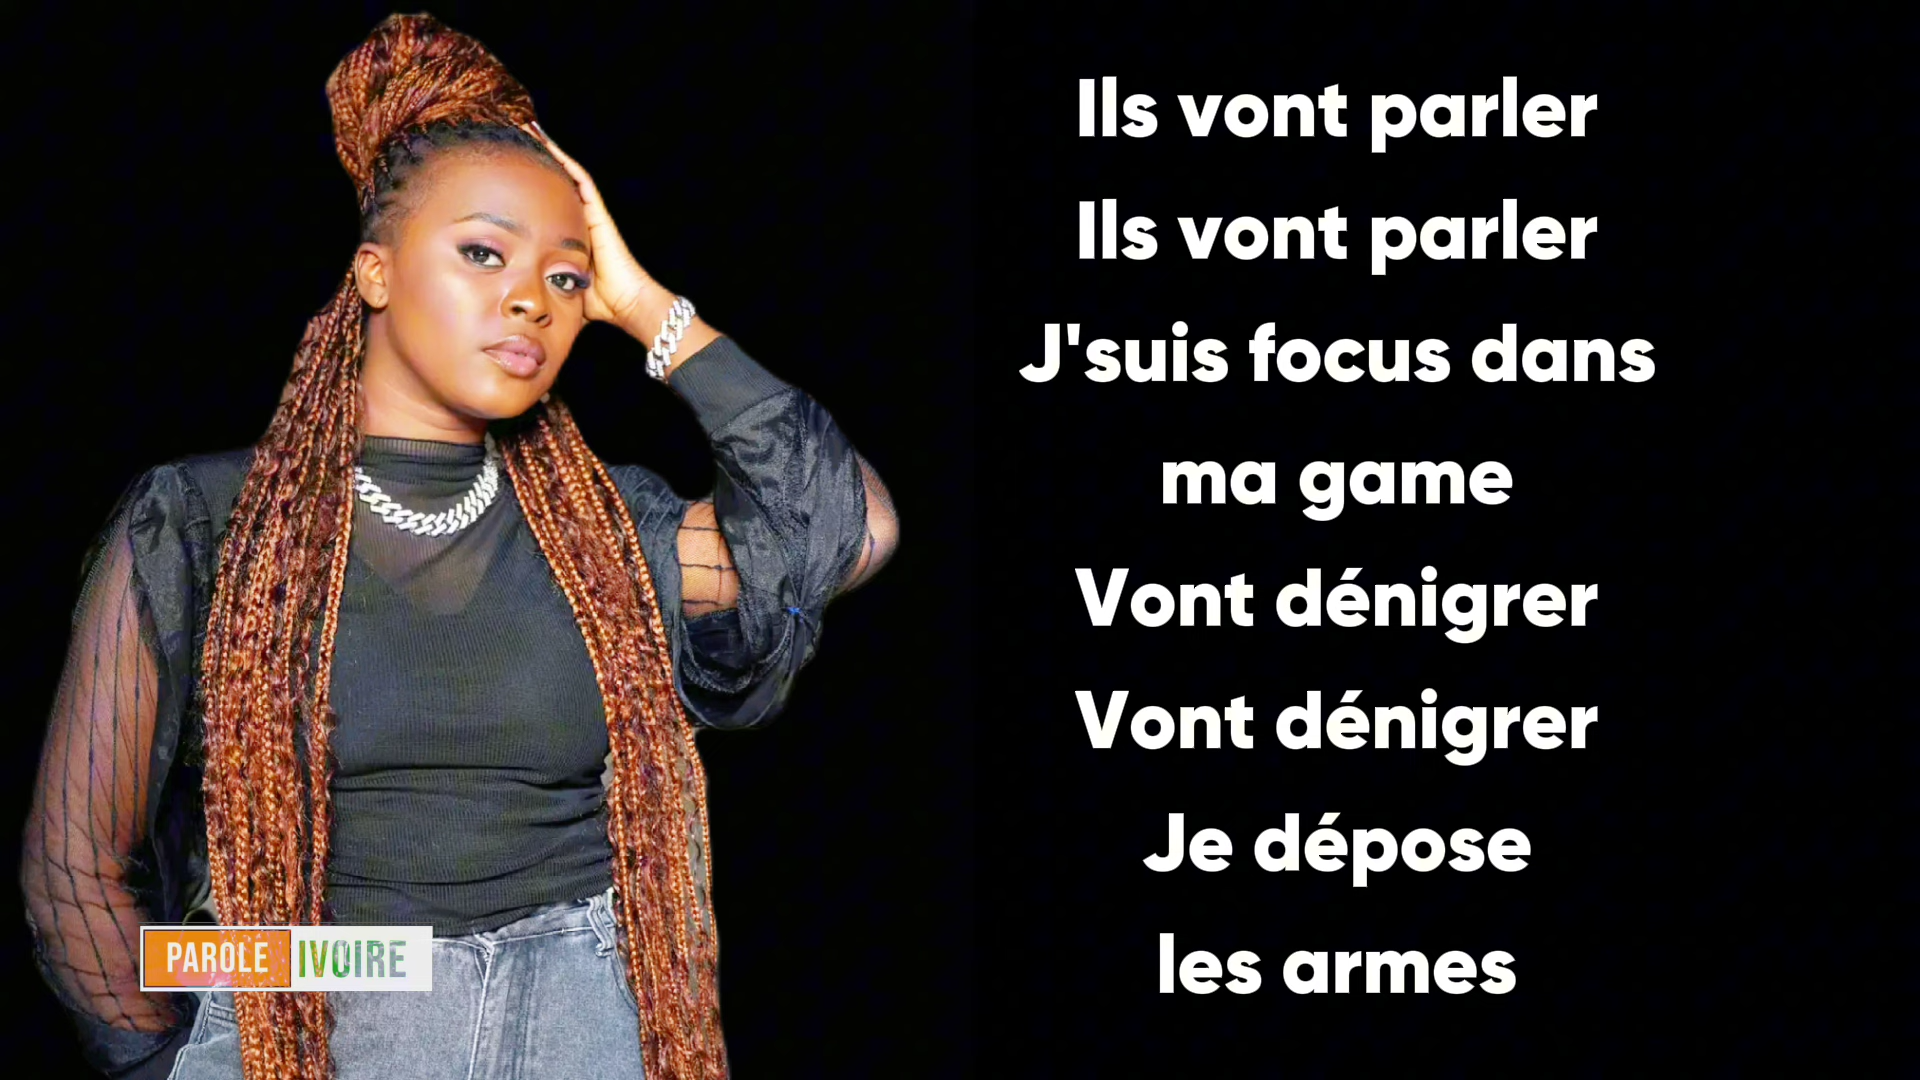 Ils vont parler
Ils vont parler
J'suis focus dans
ma game
Vont dénigrer
Vont dénigrer
Je dépose
les armes
PAROLE IVOIRE